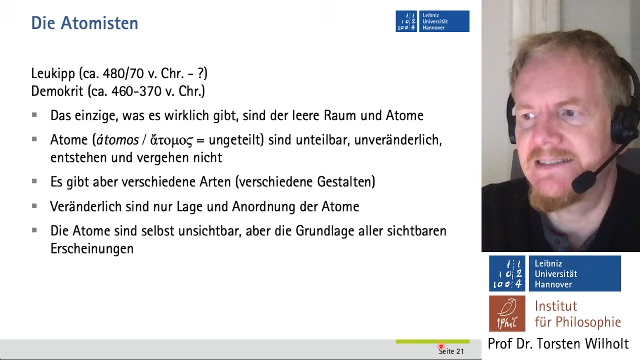 Die Atomisten
Leibniz
Universität
Hannover
Leukipp (ca. 480/70 v. Chr. - ?)
Demokrit (ca. 460-370 v. Chr.)
Das einzige, was es wirklich gibt, sind der leere Raum und Atome
Atome (átomos / ἄτομος = ungeteilt) sind unteilbar, unveränderlich,
entstehen und vergehen nicht
Es gibt aber verschiedene Arten (verschiedene Gestalten)
Veränderlich sind nur Lage und Anordnung der Atome
Die Atome sind selbst unsichtbar, aber die Grundlage aller sichtbaren
Erscheinungen
Seite 21
Leibniz
Universität
Hannover
Institut
für Philosophie
Prof Dr. Torsten Wilholt